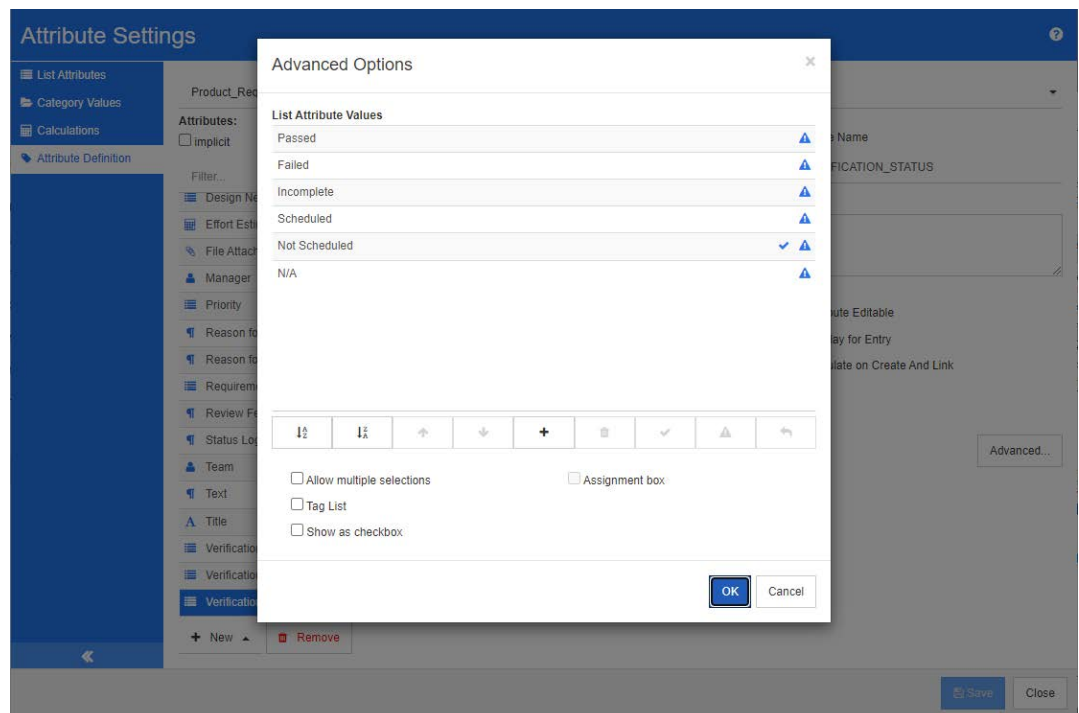 Attribute Settings
List Attributes
Category Values
Calculations
Attribute Definition
Product_Req
Attributes:
implicit
Filter...
Design Ne
Effort Esti
File Attach
Manager
Priority
Reason fo
Reason fo
Requirem
Review Fe
Status Log
Team
Text
Title
Verificatio
Verificatio
Verificatio
New
Remove
Advanced Options
List Attribute Values
Passed
Failed
Incomplete
Scheduled
Not Scheduled
N/A
Allow multiple selections
Assignment box
Tag List
Show as checkbox
OK
Cancel
Name
FICATION_STATUS
ute Editable
lay for Entry
ulate on Create And Link
Advanced...
Save
Close